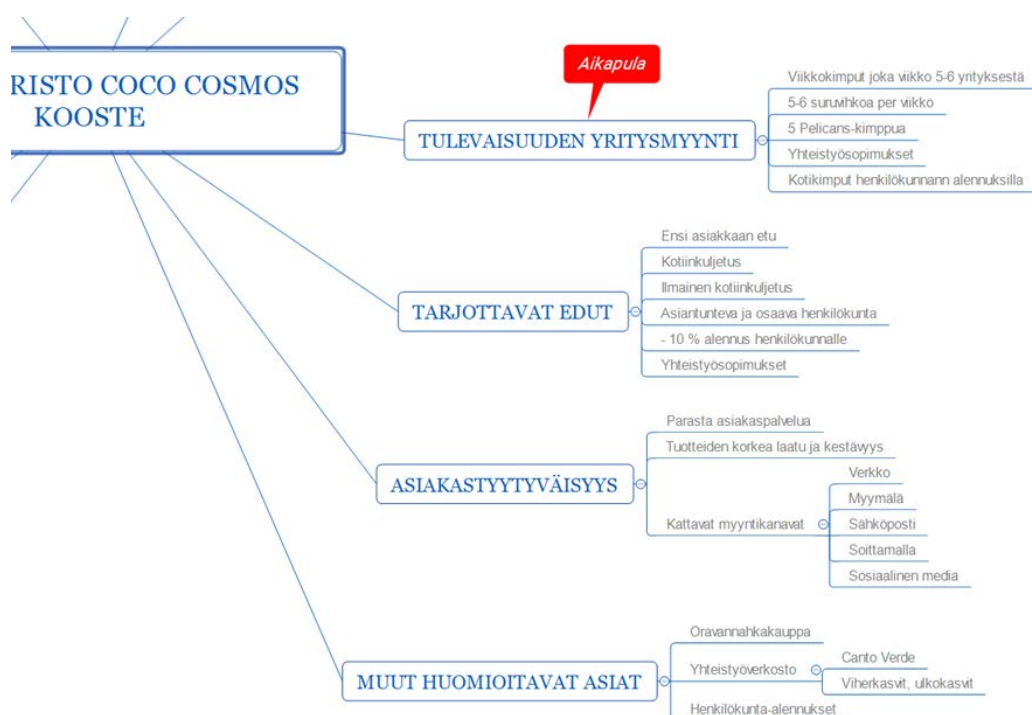 RISTO COCO COSMOS
KOOSTE
Aikapula
TULEVAISUUDEN YRITYSMYYNTI
Viikkokimput joka viikko 5-6 yrityksestä
5-6 suruvihkoa per viikko
5 Pelicans-kimppua
Yhteistyösopimukset
Kotikimput henkilökunnann alennuksilla
TARJOTTAVAT EDUT
Ensi asiakkaan etu
Kotiinkuljetus
Ilmainen kotiinkuljetus
Asiantunteva ja osaava henkilökunta
- 10 % alennus henkilökunnalle
Yhteistyösopimukset
ASIAKASTYYTYVÄISYYS
Parasta asiakaspalvelua
Tuotteiden korkea laatu ja kestävyys
Kattavat myyntikanavat
Verkko
Myymälä
Sähköposti
Soittamalla
Sosiaalinen media
MUUT HUOMIOITAVAT ASIAT
Oravannahkakauppa
Yhteistyöverkosto
Canto Verde
Viherkasvit, ulkokasvit
Henkilökunta-alennukset